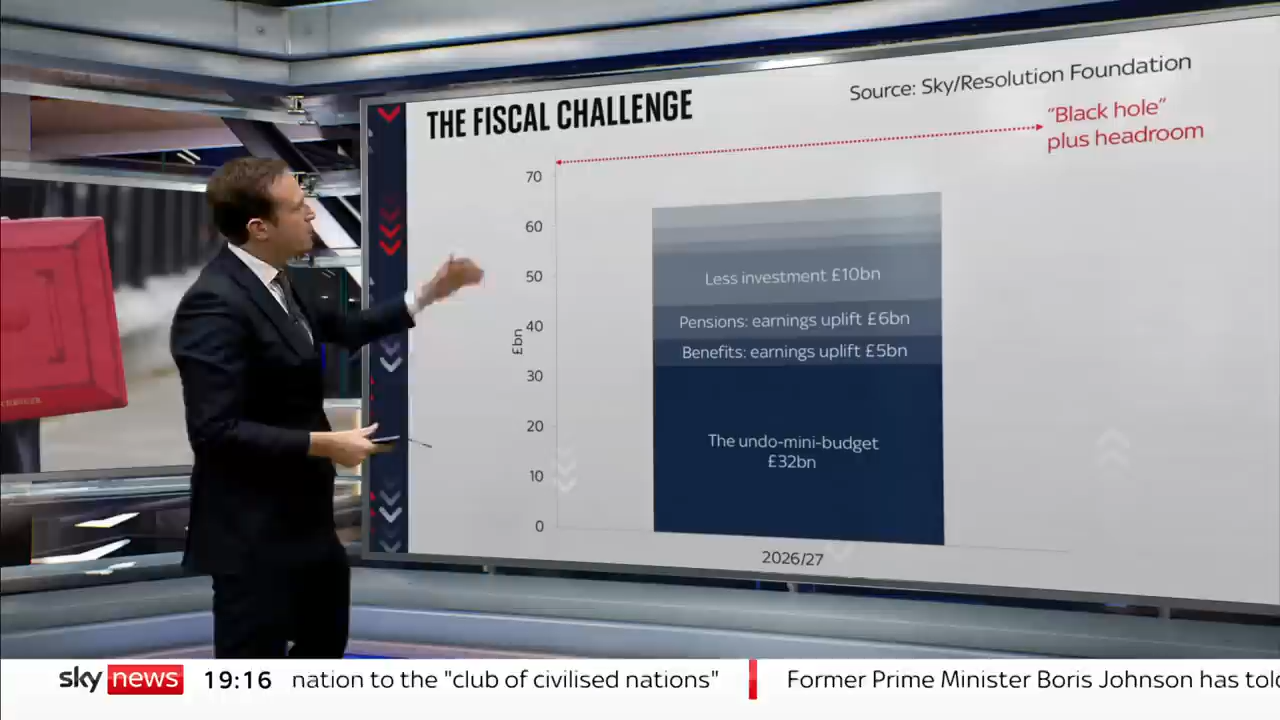 THE FISCAL CHALLENGE
Source: Sky/Resolution Foundation
"Black hole"
plus headroom
70
60
50
40
30
20
10
0
£bn
Less investment £10bn
Pensions: earnings uplift £6bn
Benefits: earnings uplift £5bn
The undo-mini-budget
£32bn
2026/27
sky news 19:16 nation to the "club of civilised nations" Former Prime Minister Boris Johnson has tol